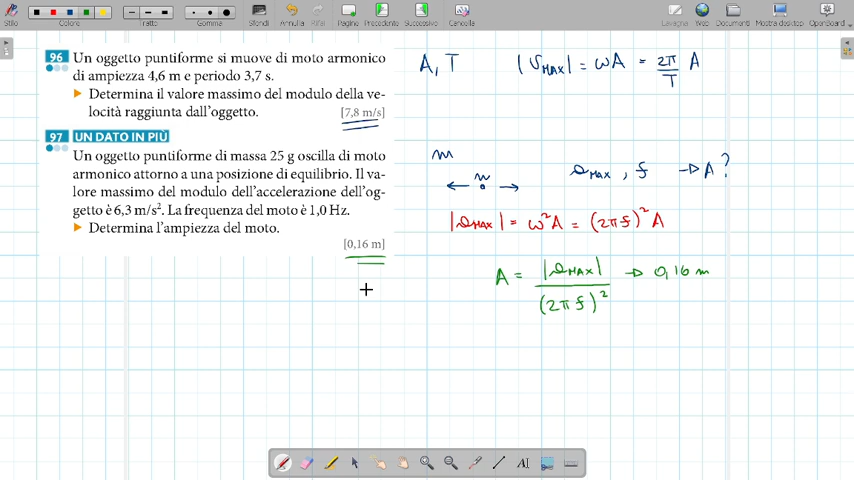 Stilo Colore Tratto Gomma Sfondi Annulla Rifai Pagine Precedente Successivo Cancella Lavagna Web Documenti Mostra desktop OpenBoard
96 Un oggetto puntiforme si muove di moto armonico
di ampiezza 4,6 m e periodo 3,7 s.
▶ Determina il valore massimo del modulo della ve-
locità raggiunta dall'oggetto. [7,8 m/s]
97 UN DATO IN PIÙ
Un oggetto puntiforme di massa 25 g oscilla di moto
armonico attorno a una posizione di equilibrio. Il va-
lore massimo del modulo dell'accelerazione dell'og-
getto è 6,3 m/s². La frequenza del moto è 1,0 Hz.
▶ Determina l'ampiezza del moto.
[0,16 m]
A, T |v_MAX| = ωA = 2π/T A
m
m
a_MAX, f → A?
|a_MAX| = ω²A = (2πf)² A
A = |a_MAX| / (2πf)² → 0,16 m
AI